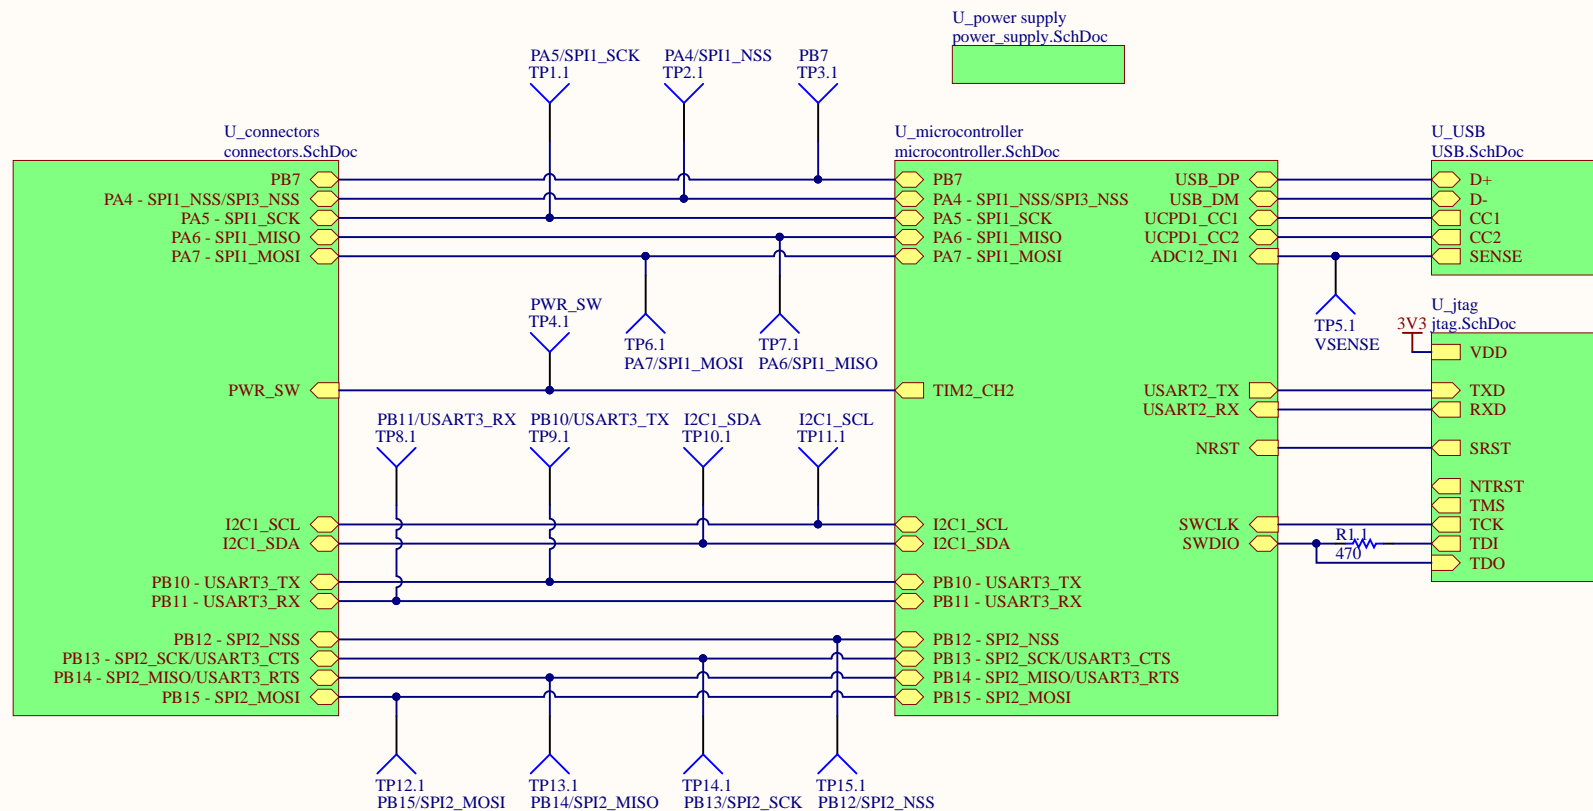 U_power supply
power_supply.SchDoc
PA5/SPI1_SCK
TP1.1
PA4/SPI1_NSS
TP2.1
PB7
TP3.1
U_connectors
connectors.SchDoc
PB7
PA4 - SPI1_NSS/SPI3_NSS
PA5 - SPI1_SCK
PA6 - SPI1_MISO
PA7 - SPI1_MOSI
PWR_SW
I2C1_SCL
I2C1_SDA
PB10 - USART3_TX
PB11 - USART3_RX
PB12 - SPI2_NSS
PB13 - SPI2_SCK/USART3_CTS
PB14 - SPI2_MISO/USART3_RTS
PB15 - SPI2_MOSI
PWR_SW
TP4.1
TP6.1
PA7/SPI1_MOSI
TP7.1
PA6/SPI1_MISO
PB11/USART3_RX
TP8.1
PB10/USART3_TX
TP9.1
I2C1_SDA
TP10.1
I2C1_SCL
TP11.1
TP12.1
PB15/SPI2_MOSI
TP13.1
PB14/SPI2_MISO
TP14.1
PB13/SPI2_SCK
TP15.1
PB12/SPI2_NSS
U_microcontroller
microcontroller.SchDoc
PB7
PA4 - SPI1_NSS/SPI3_NSS
PA5 - SPI1_SCK
PA6 - SPI1_MISO
PA7 - SPI1_MOSI
TIM2_CH2
I2C1_SCL
I2C1_SDA
PB10 - USART3_TX
PB11 - USART3_RX
PB12 - SPI2_NSS
PB13 - SPI2_SCK/USART3_CTS
PB14 - SPI2_MISO/USART3_RTS
PB15 - SPI2_MOSI
USB_DP
USB_DM
UCPD1_CC1
UCPD1_CC2
ADC12_IN1
USART2_TX
USART2_RX
NRST
SWCLK
SWDIO
TP5.1
VSENSE
R1.1
470
U_USB
USB.SchDoc
D+
D-
CC1
CC2
SENSE
U_jtag
jtag.SchDoc
3V3
VDD
TXD
RXD
SRST
NTRST
TMS
TCK
TDI
TDO